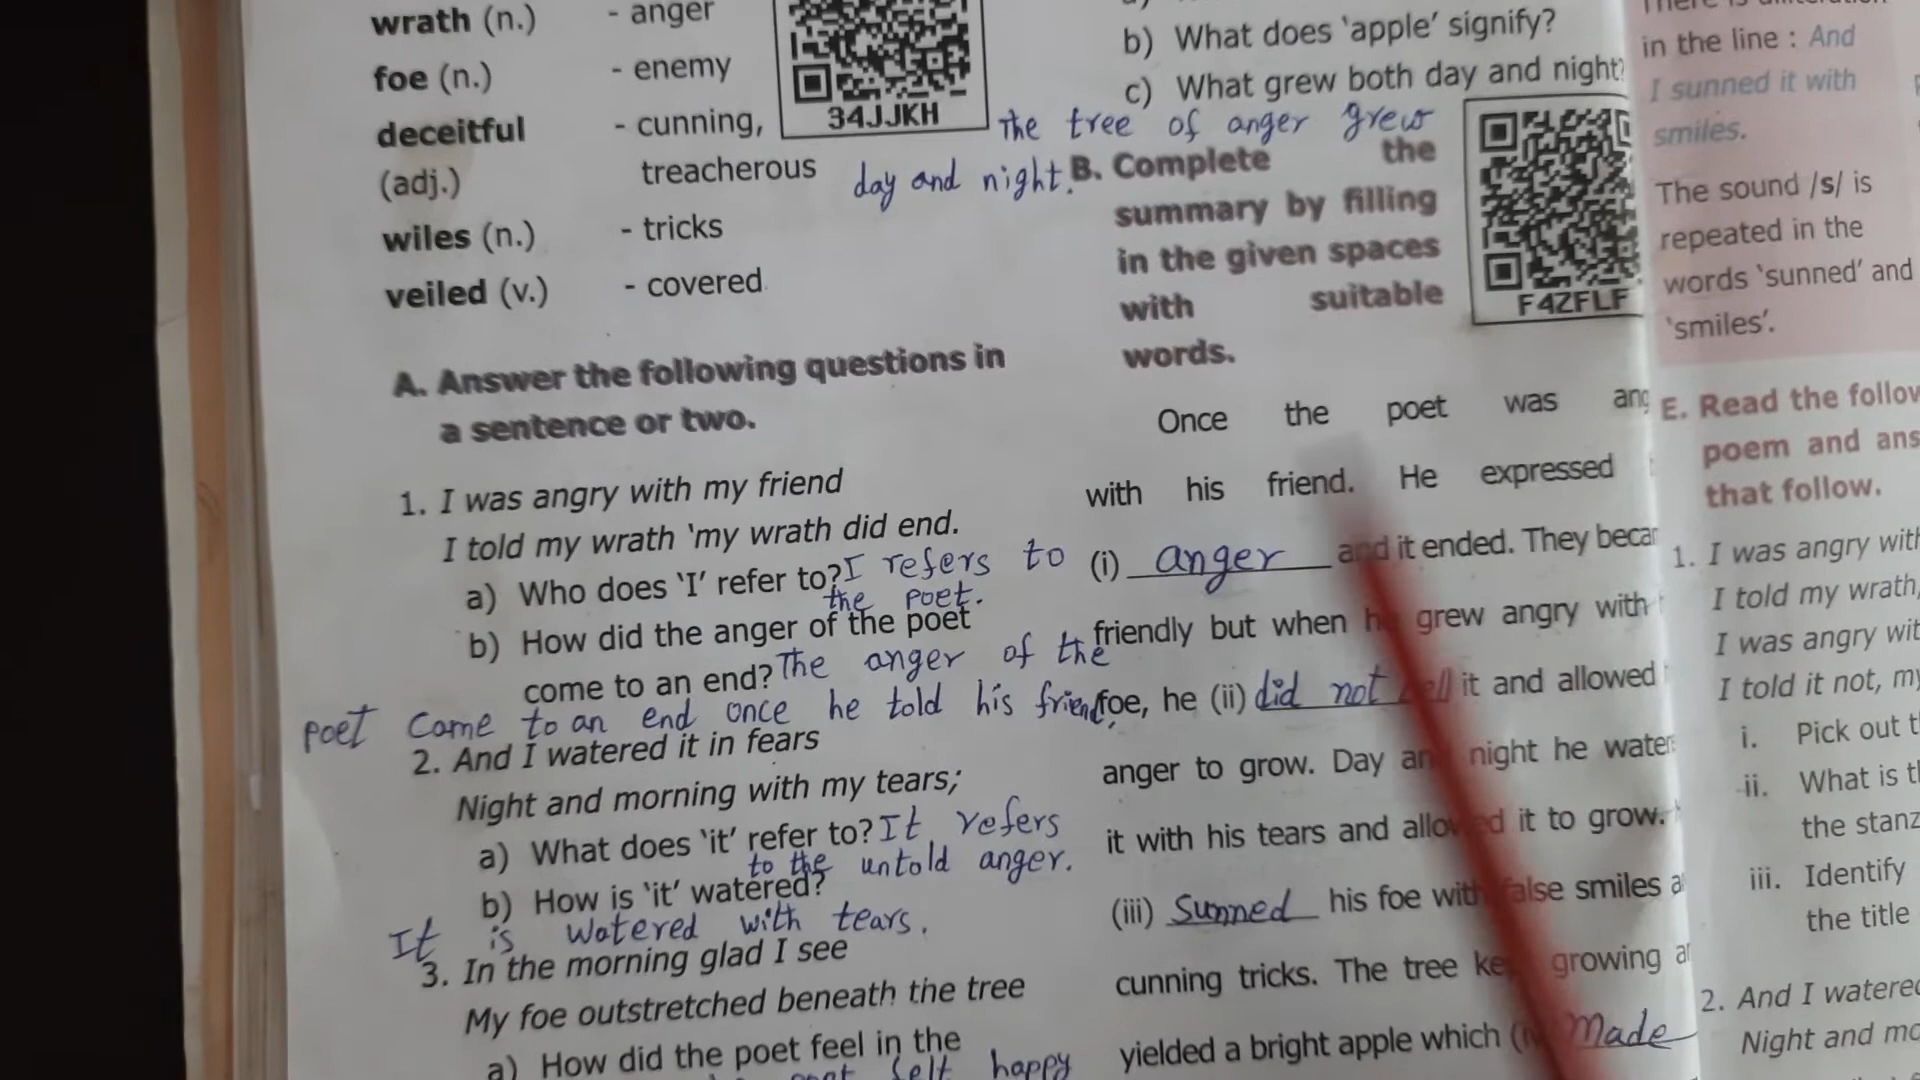 wrath (n.) - anger
foe (n.) - enemy
deceitful - cunning,
(adj.) treacherous
wiles (n.) - tricks
veiled (v.) - covered
34JJKH
A. Answer the following questions in
a sentence or two.
1. I was angry with my friend
I told my wrath 'my wrath did end.
a) Who does 'I' refer to? I refers to
the poet.
b) How did the anger of the poet
come to an end? The anger of the
poet Come to an end once he told his friend.
2. And I watered it in fears
Night and morning with my tears;
a) What does 'it' refer to? It refers
to the untold anger.
b) How is 'it' watered?
It is watered with tears.
3. In the morning glad I see
My foe outstretched beneath the tree
a) How did the poet feel in the
felt happy
b) What does 'apple' signify?
c) What grew both day and night?
The tree of anger grew
day and night.
B. Complete the
summary by filling
in the given spaces
with suitable
words.
F4ZFLF
Once the poet was ang
with his friend. He expressed
(i) anger and it ended. They becar
friendly but when he grew angry with
foe, he (ii) did not tell it and allowed
anger to grow. Day and night he water
it with his tears and allowed it to grow.
(iii) Sunned his foe with false smiles a
cunning tricks. The tree kept growing an
yielded a bright apple which Made
in the line : And
I sunned it with
smiles.
The sound /s/ is
repeated in the
words 'sunned' and
'smiles'.
E. Read the follow
poem and ans
that follow.
1. I was angry with
I told my wrath,
I was angry wit
I told it not, my
i. Pick out t
ii. What is t
the stanz
iii. Identify
the title
2. And I watered
Night and mo